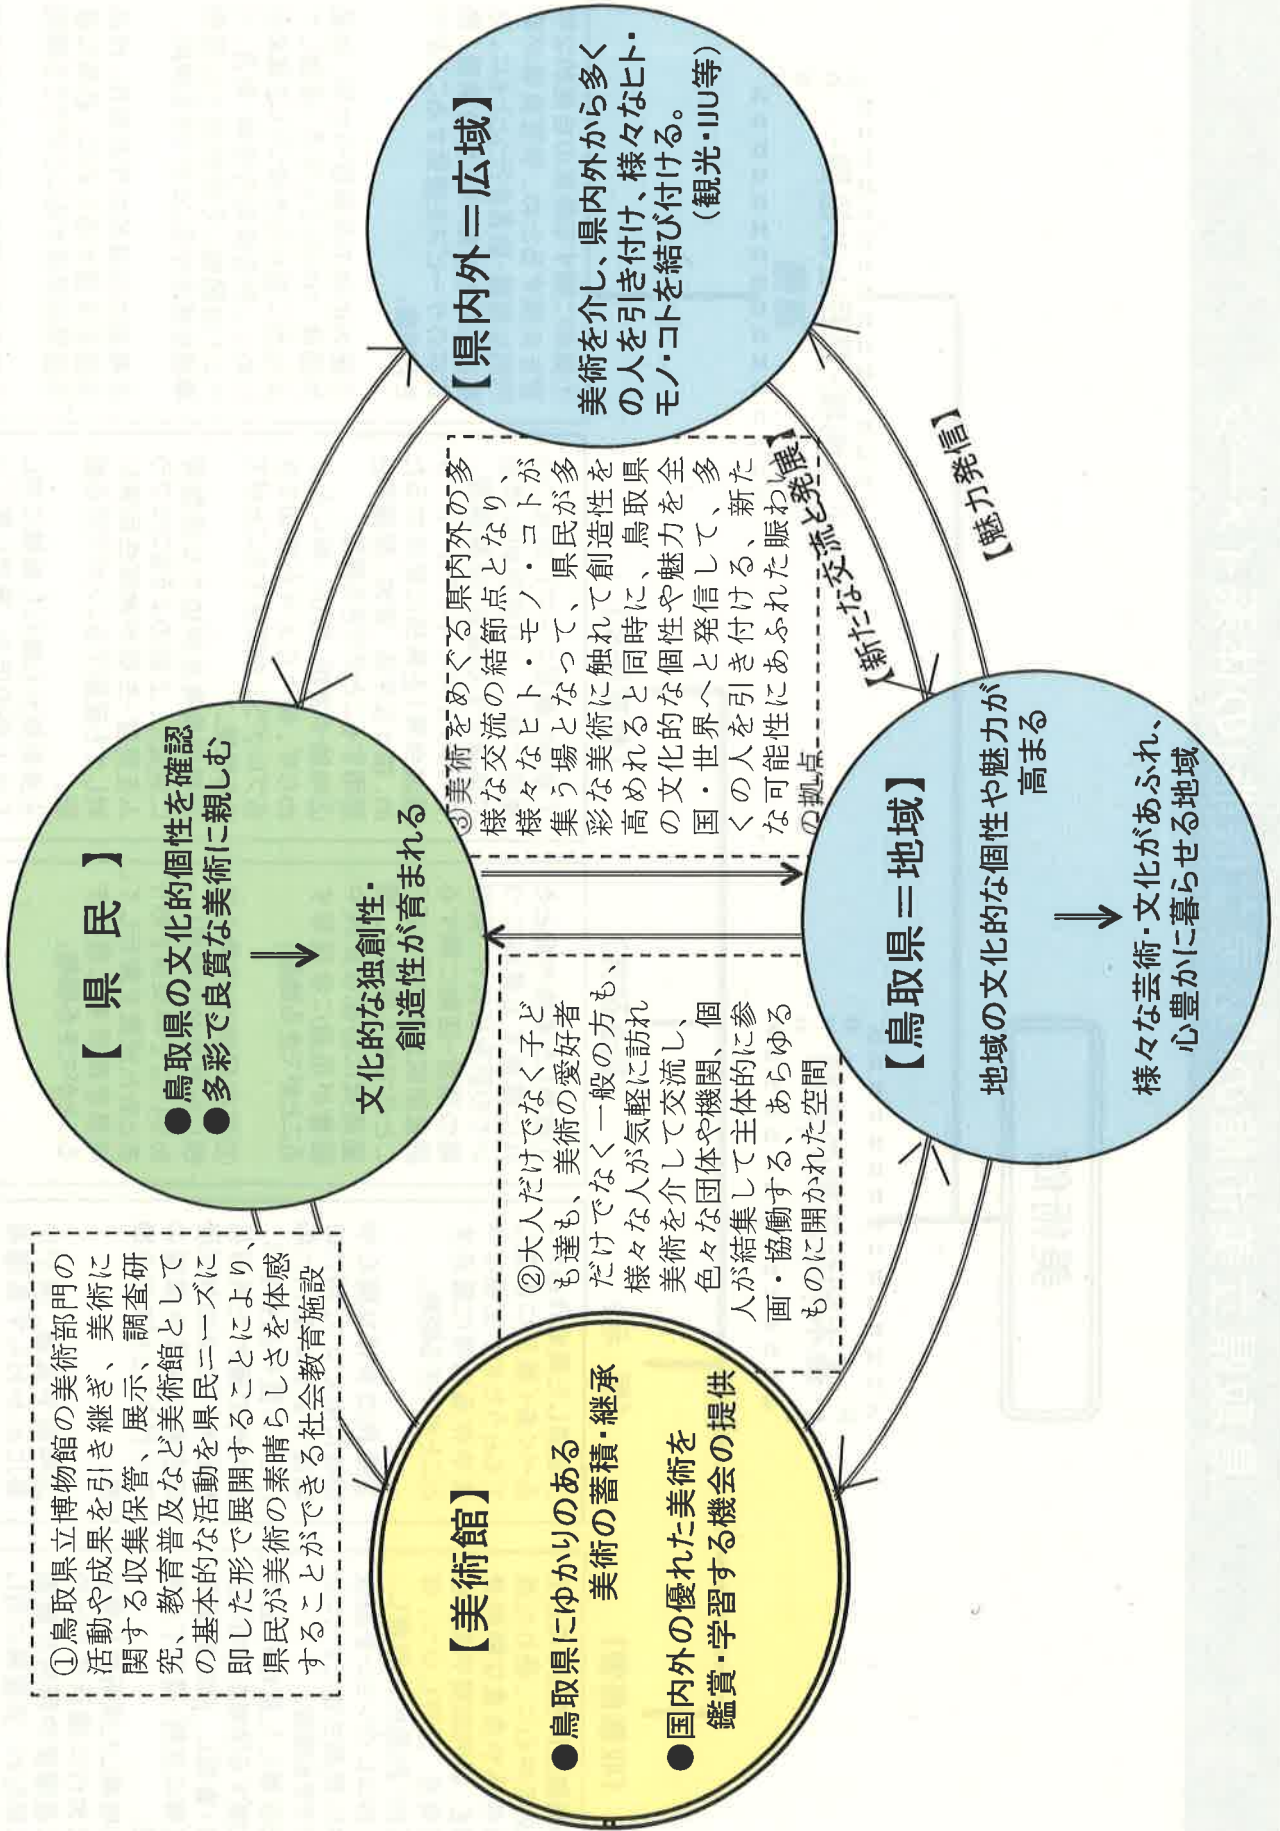 ①鳥取県立博物館の美術部門の
活動や成果を引き継ぎ、美術に
関する収集保管、展示、調査研
究、教育普及など美術館として
の基本的な活動を県民ニーズに
即した形で展開することにより、
県民が美術の素晴らしさを体感
することができる社会教育施設
【 県 民 】
●鳥取県の文化的個性を確認
●多彩で良質な美術に親しむ
文化的な独創性・
創造性が育まれる
【美術館】
●鳥取県にゆかりのある
美術の蓄積・継承
●国内外の優れた美術を
鑑賞・学習する機会の提供
②大人だけでなく子ど
も達も、美術の愛好者
だけでなく一般の方も、
様々な人が気軽に訪れ
美術を介して交流し、
色々な団体や機関、個
人が結集して主体的に参
画・協働する、あらゆる
ものに開かれた空間
③美術をめぐる県内外の多
様な交流の結節点となり、
様々なヒト・モノ・コトが
集う場となって、県民が多
彩な美術に触れて創造性を
高めれると同時に、鳥取県
の文化的な個性や魅力を全
国・世界へと発信して、多
くの人を引き付ける、新た
な可能性にあふれた賑わい
の拠点
【県内外＝広域】
美術を介し、県内外から多く
の人を引き付け、様々なヒト・
モノ・コトを結び付ける。
（観光・IJU等）
【鳥取県＝地域】
地域の文化的な個性や魅力が
高まる
様々な芸術・文化があふれ、
心豊かに暮らせる地域
【新たな交流と発展】
【魅力発信】